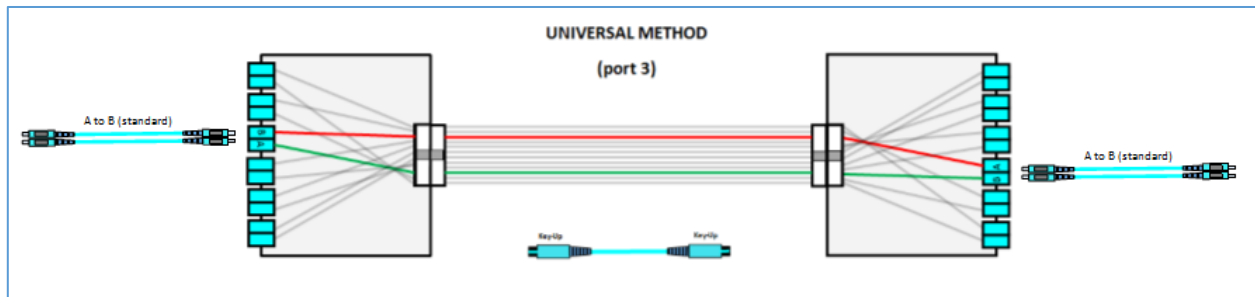 UNIVERSAL METHOD
(port 3)
A to B (standard)
B
A
A
B
A to B (standard)
Key-Up
Key-Up